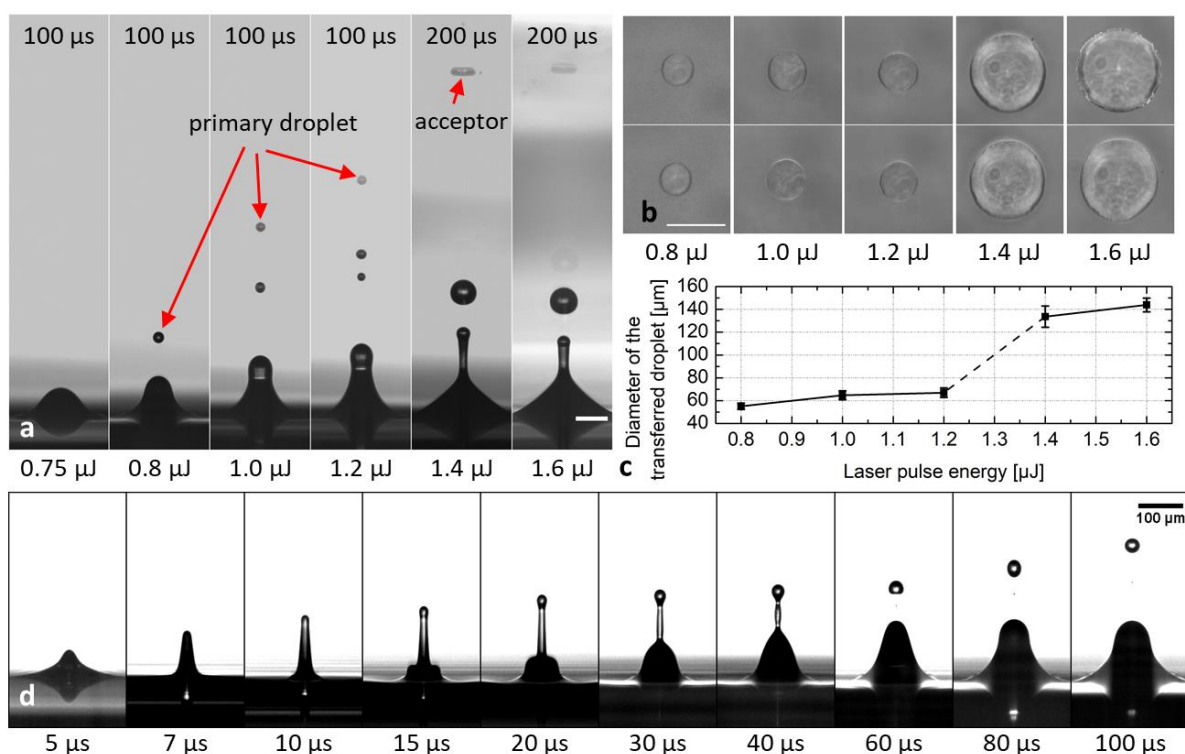 100 µs 100 µs 100 µs 100 µs 200 µs 200 µs
primary droplet
acceptor
a
0.75 µJ 0.8 µJ 1.0 µJ 1.2 µJ 1.4 µJ 1.6 µJ
b
0.8 µJ 1.0 µJ 1.2 µJ 1.4 µJ 1.6 µJ
Diameter of the
transferred droplet [µm]
160
140
120
100
80
60
40
0.8 0.9 1.0 1.1 1.2 1.3 1.4 1.5 1.6
c
Laser pulse energy [µJ]
100 µm
d
5 µs 7 µs 10 µs 15 µs 20 µs 30 µs 40 µs 60 µs 80 µs 100 µs